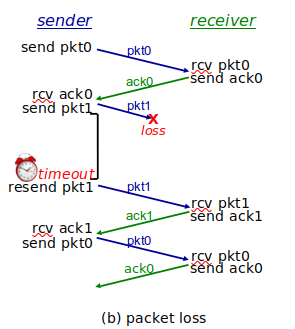 sender receiver
send pkt0
pkt0
rcv pkt0
ack0
send ack0
rcv ack0
send pkt1
pkt1
X
loss
timeout
resend pkt1
pkt1
rcv pkt1
ack1
send ack1
rcv ack1
send pkt0
pkt0
rcv pkt0
ack0
send ack0
(b) packet loss